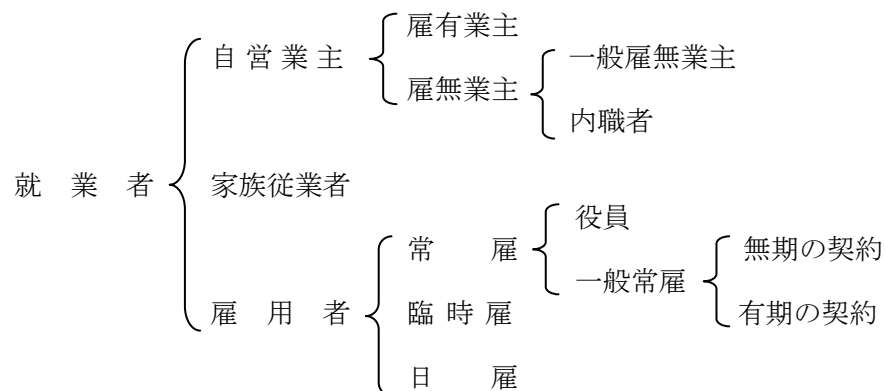 雇有業主
自営業主
一般雇無業主
雇無業主
内職者
就業者
家族従業者
役員
常雇
無期の契約
一般常雇
雇用者
臨時雇
有期の契約
日雇